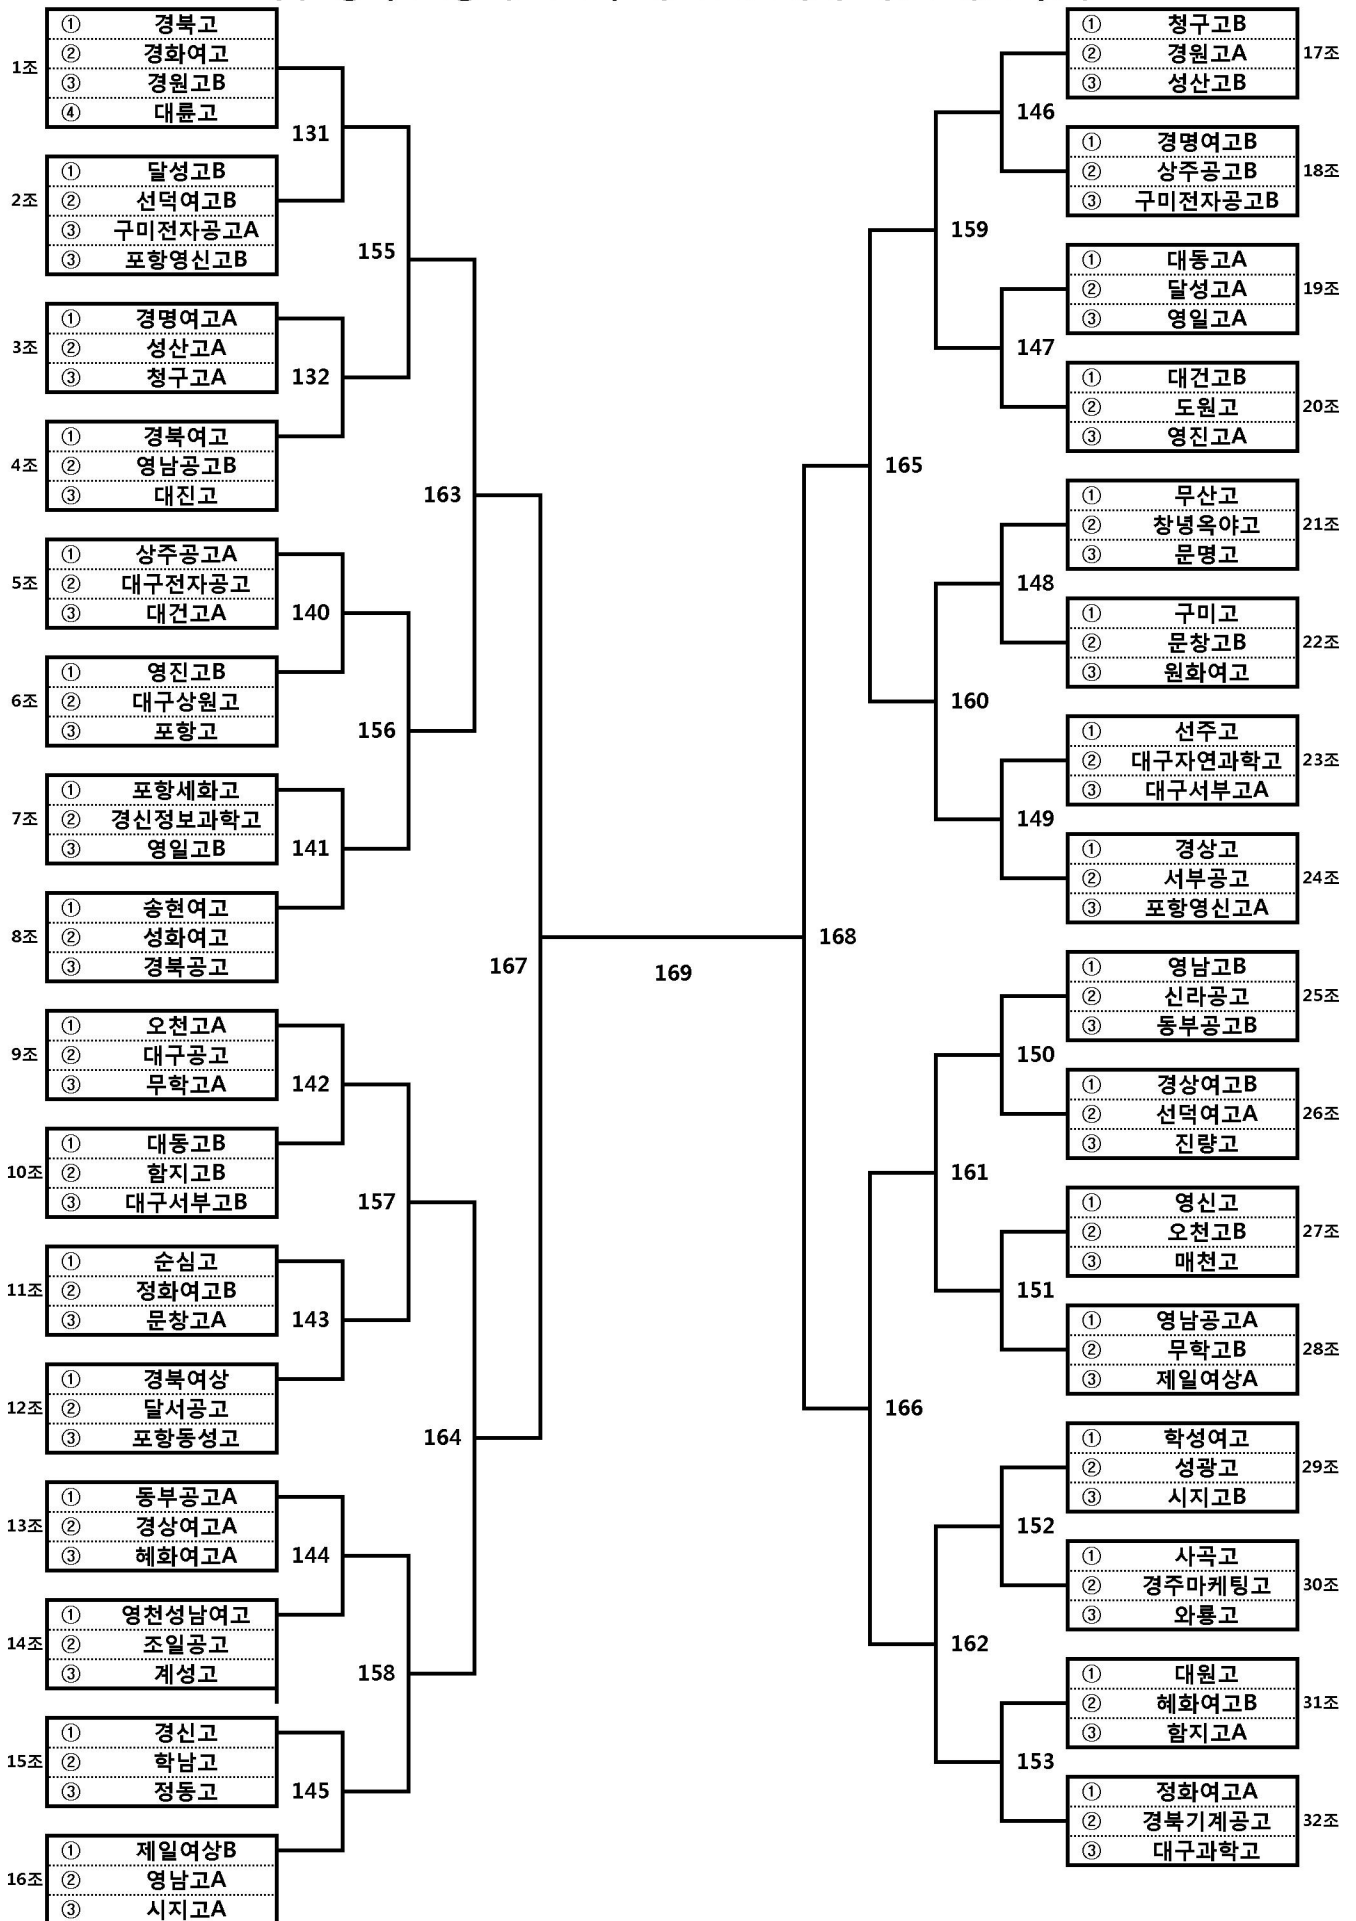 1조
① 경북고
② 경화여고
③ 경원고B
④ 대륜고
131
2조
① 달성고B
② 선덕여고B
③ 구미전자공고A
③ 포항영신고B
155
3조
① 경명여고A
② 성산고A
③ 청구고A
132
4조
① 경북여고
② 영남공고B
③ 대진고
163
5조
① 상주공고A
② 대구전자공고
③ 대건고A
140
6조
① 영진고B
② 대구상원고
③ 포항고
156
7조
① 포항세화고
② 경신정보과학고
③ 영일고B
141
8조
① 송현여고
② 성화여고
③ 경북공고
167
9조
① 오천고A
② 대구공고
③ 무학고A
142
10조
① 대동고B
② 함지고B
③ 대구서부고B
157
11조
① 순심고
② 정화여고B
③ 문창고A
143
12조
① 경북여상
② 달서공고
③ 포항동성고
164
13조
① 동부공고A
② 경상여고A
③ 혜화여고A
144
14조
① 영천성남여고
② 조일공고
③ 계성고
158
15조
① 경신고
② 학남고
③ 정동고
145
16조
① 제일여상B
② 영남고A
③ 시지고A
169
168
17조
① 청구고B
② 경원고A
③ 성산고B
146
18조
① 경명여고B
② 상주공고B
③ 구미전자공고B
159
19조
① 대동고A
② 달성고A
③ 영일고A
147
20조
① 대건고B
② 도원고
③ 영진고A
165
21조
① 무산고
② 창녕옥야고
③ 문명고
148
22조
① 구미고
② 문창고B
③ 원화여고
160
23조
① 선주고
② 대구자연과학고
③ 대구서부고A
149
24조
① 경상고
② 서부공고
③ 포항영신고A
25조
① 영남고B
② 신라공고
③ 동부공고B
150
26조
① 경상여고B
② 선덕여고A
③ 진량고
161
27조
① 영신고
② 오천고B
③ 매천고
151
28조
① 영남공고A
② 무학고B
③ 제일여상A
166
29조
① 학성여고
② 성광고
③ 시지고B
152
30조
① 사곡고
② 경주마케팅고
③ 와룡고
162
31조
① 대원고
② 혜화여고B
③ 함지고A
153
32조
① 정화여고A
② 경북기계공고
③ 대구과학고